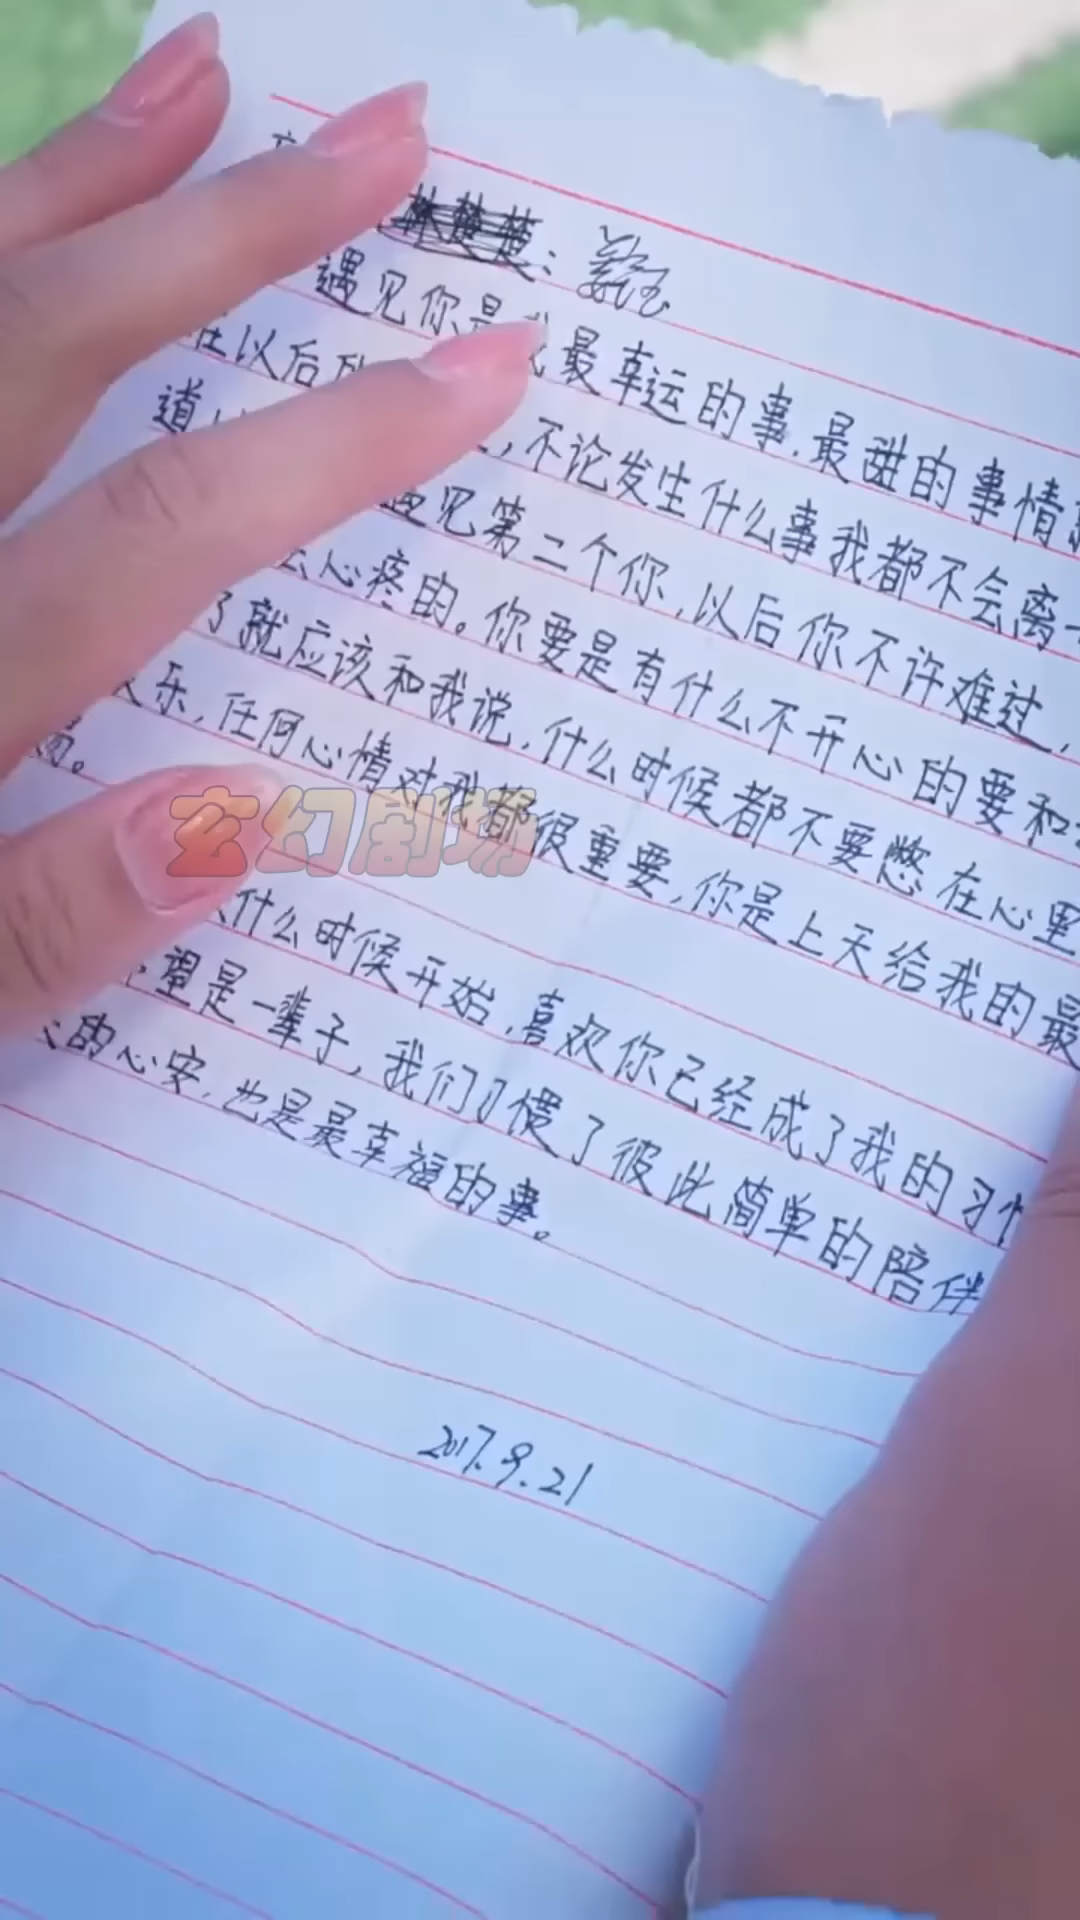 林楚楚：
遇见你是我最幸运的事，最甜的事情
在以后，不论发生什么事我都不会离
道遇见第二个你，以后你不许难过，
会心疼的。你要是有什么不开心的要和
了就应该和我说，什么时候都不要憋在心里
乐，任何心情对我都很重要，你是上天给我的最
玄幻剧场
什么时候开始，喜欢你已经成了我的习惯
望是一辈子，我们习惯了彼此简单的陪伴
的心安，也是最幸福的事。
2017.9.21